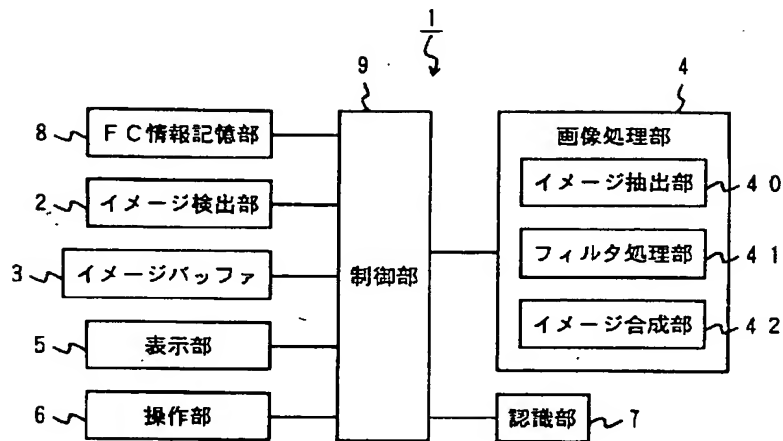 1
9
4
8 FC情報記憶部
画像処理部
イメージ抽出部 40
2 イメージ検出部
フィルタ処理部 41
3 イメージバッファ
制御部
イメージ合成部 42
5 表示部
6 操作部
認識部 7